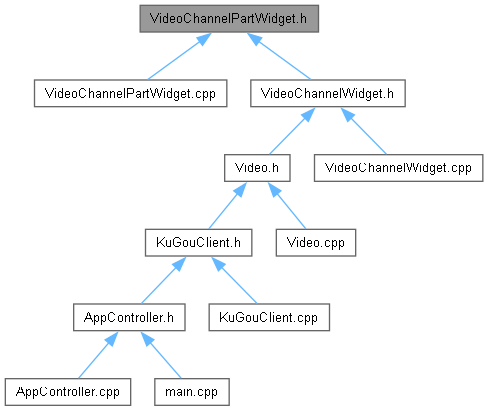 VideoChannelPartWidget.h
VideoChannelPartWidget.cpp
VideoChannelWidget.h
Video.h
VideoChannelWidget.cpp
KuGouClient.h
Video.cpp
AppController.h
KuGouClient.cpp
AppController.cpp
main.cpp